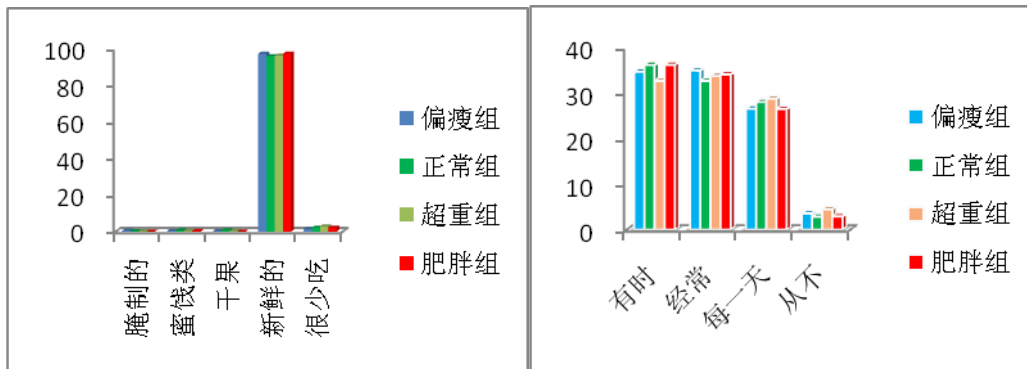 100
80
60
40
20
0
腌制的
蜜饯类
干果
新鲜的
很少吃
偏瘦组
正常组
超重组
肥胖组
40
30
20
10
0
有时
经常
每一天
从不
偏瘦组
正常组
超重组
肥胖组